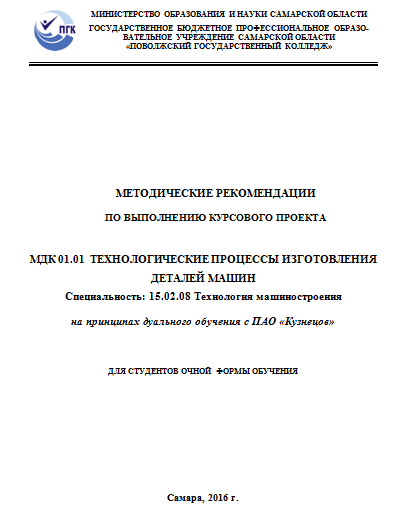 МИНИСТЕРСТВО ОБРАЗОВАНИЯ И НАУКИ САМАРСКОЙ ОБЛАСТИ
ГОСУДАРСТВЕННОЕ БЮДЖЕТНОЕ ПРОФЕССИОНАЛЬНОЕ ОБРАЗО-
ВАТЕЛЬНОЕ УЧРЕЖДЕНИЕ САМАРСКОЙ ОБЛАСТИ
«ПОВОЛЖСКИЙ ГОСУДАРСТВЕННЫЙ КОЛЛЕДЖ»
ПГК
МЕТОДИЧЕСКИЕ РЕКОМЕНДАЦИИ
ПО ВЫПОЛНЕНИЮ КУРСОВОГО ПРОЕКТА
МДК 01.01 ТЕХНОЛОГИЧЕСКИЕ ПРОЦЕССЫ ИЗГОТОВЛЕНИЯ
ДЕТАЛЕЙ МАШИН
Специальность: 15.02.08 Технология машиностроения
на принципах дуального обучения с ПАО «Кузнецов»
ДЛЯ СТУДЕНТОВ ОЧНОЙ ФОРМЫ ОБУЧЕНИЯ
Самара, 2016 г.